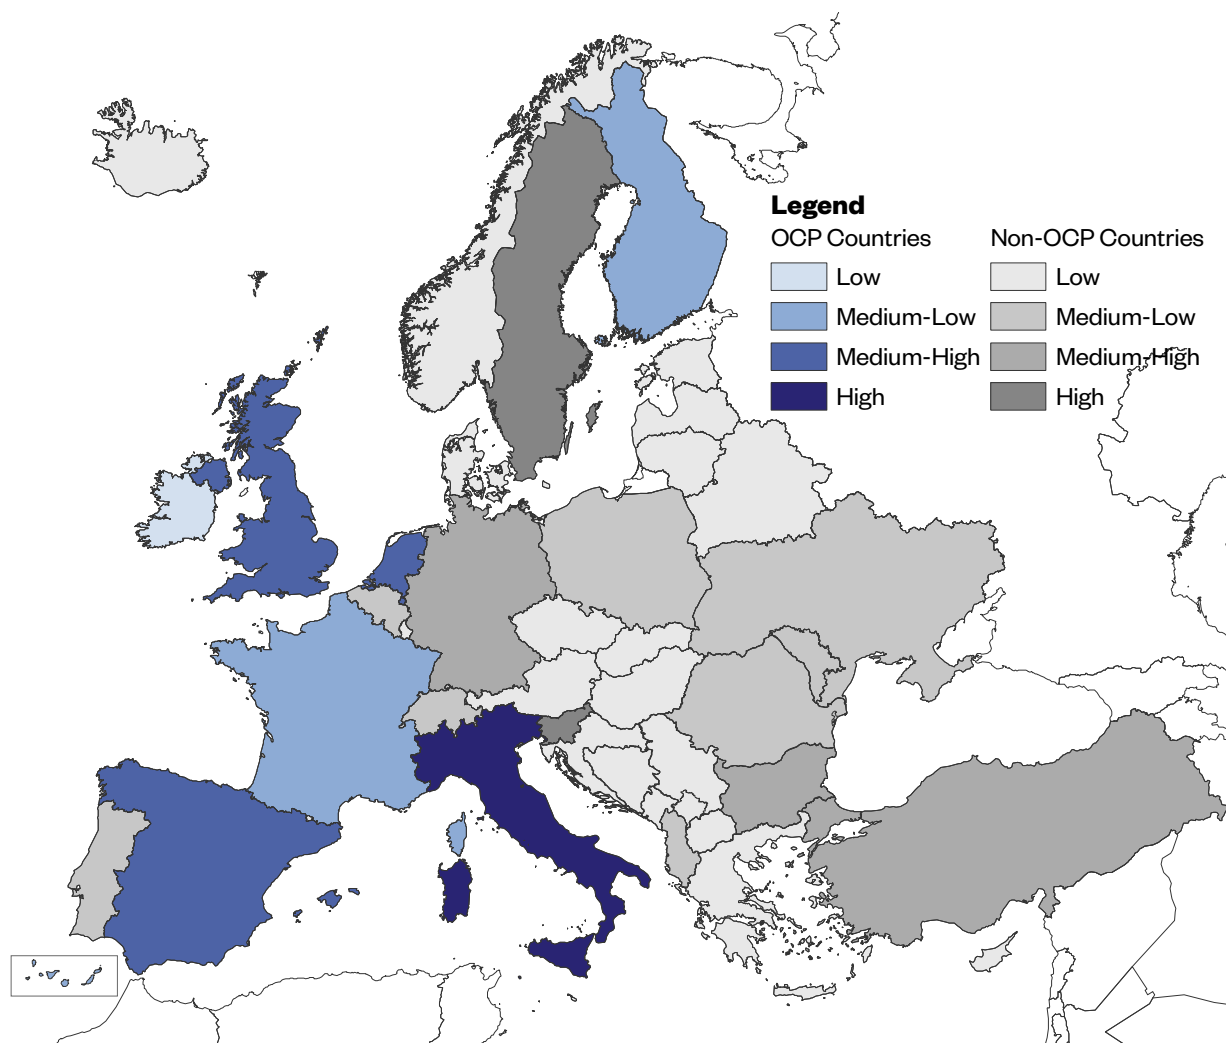 Legend
OCP Countries
Low
Medium-Low
Medium-High
High
Non-OCP Countries
Low
Medium-Low
Medium-High
High